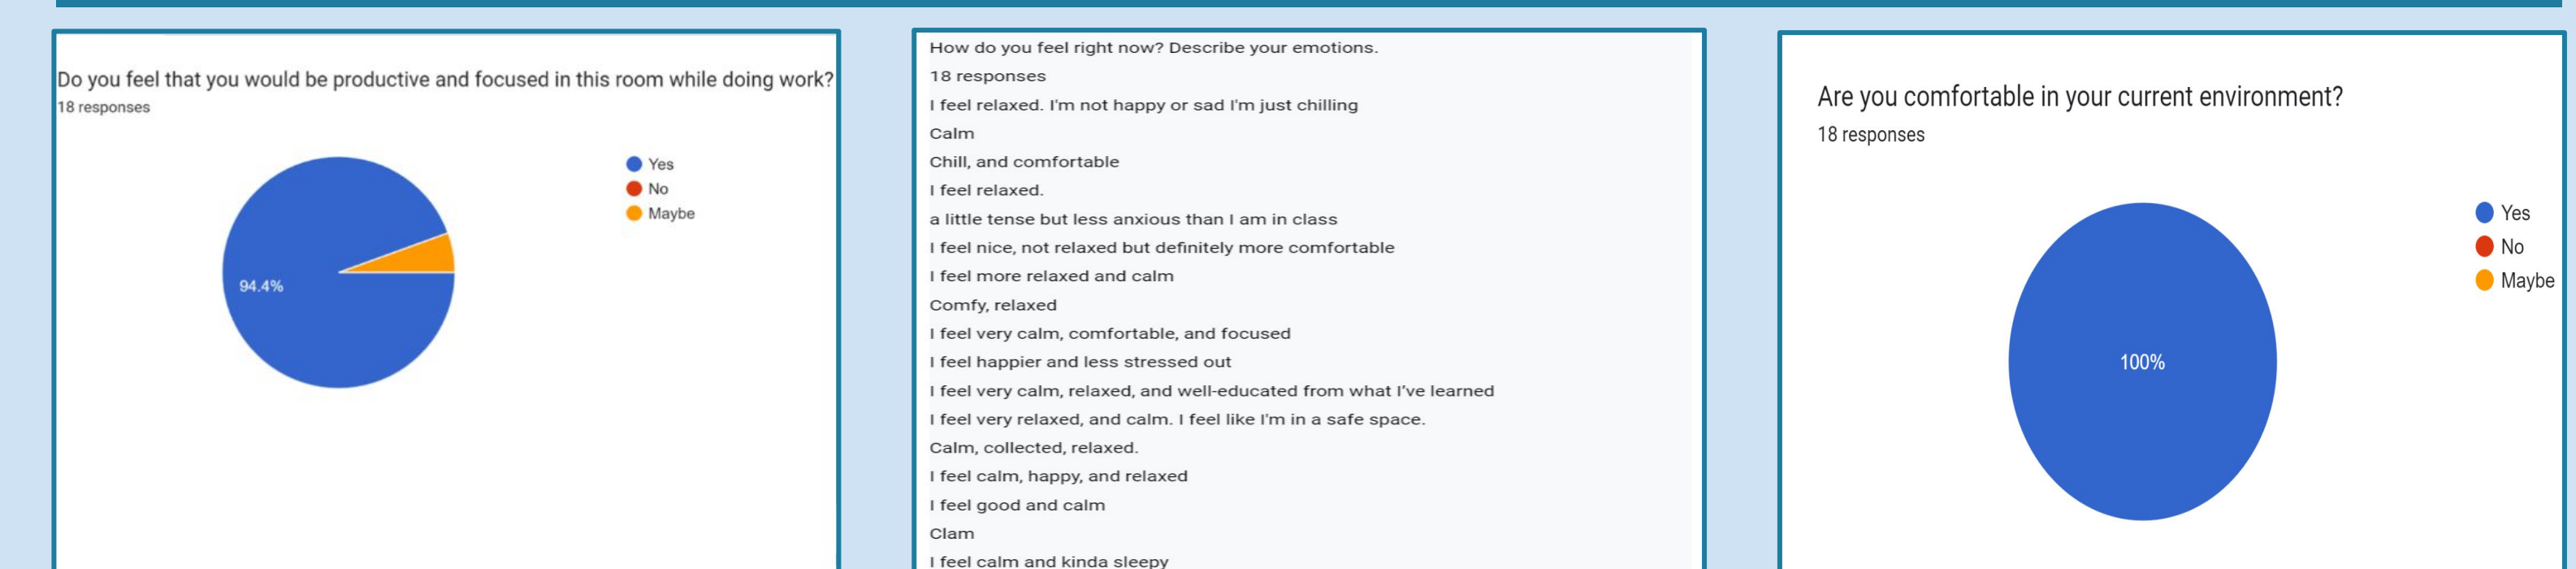 Do you feel that you would be productive and focused in this room while doing work?
18 responses
Yes
No
Maybe
94.4%
How do you feel right now? Describe your emotions.
18 responses
I feel relaxed. I'm not happy or sad I'm just chilling
Calm
Chill, and comfortable
I feel relaxed.
a little tense but less anxious than I am in class
I feel nice, not relaxed but definitely more comfortable
I feel more relaxed and calm
Comfy, relaxed
I feel very calm, comfortable, and focused
I feel happier and less stressed out
I feel very calm, relaxed, and well-educated from what I've learned
I feel very relaxed, and calm. I feel like I'm in a safe space.
Calm, collected, relaxed.
I feel calm, happy, and relaxed
I feel good and calm
Clam
I feel calm and kinda sleepy
Are you comfortable in your current environment?
18 responses
Yes
No
Maybe
100%